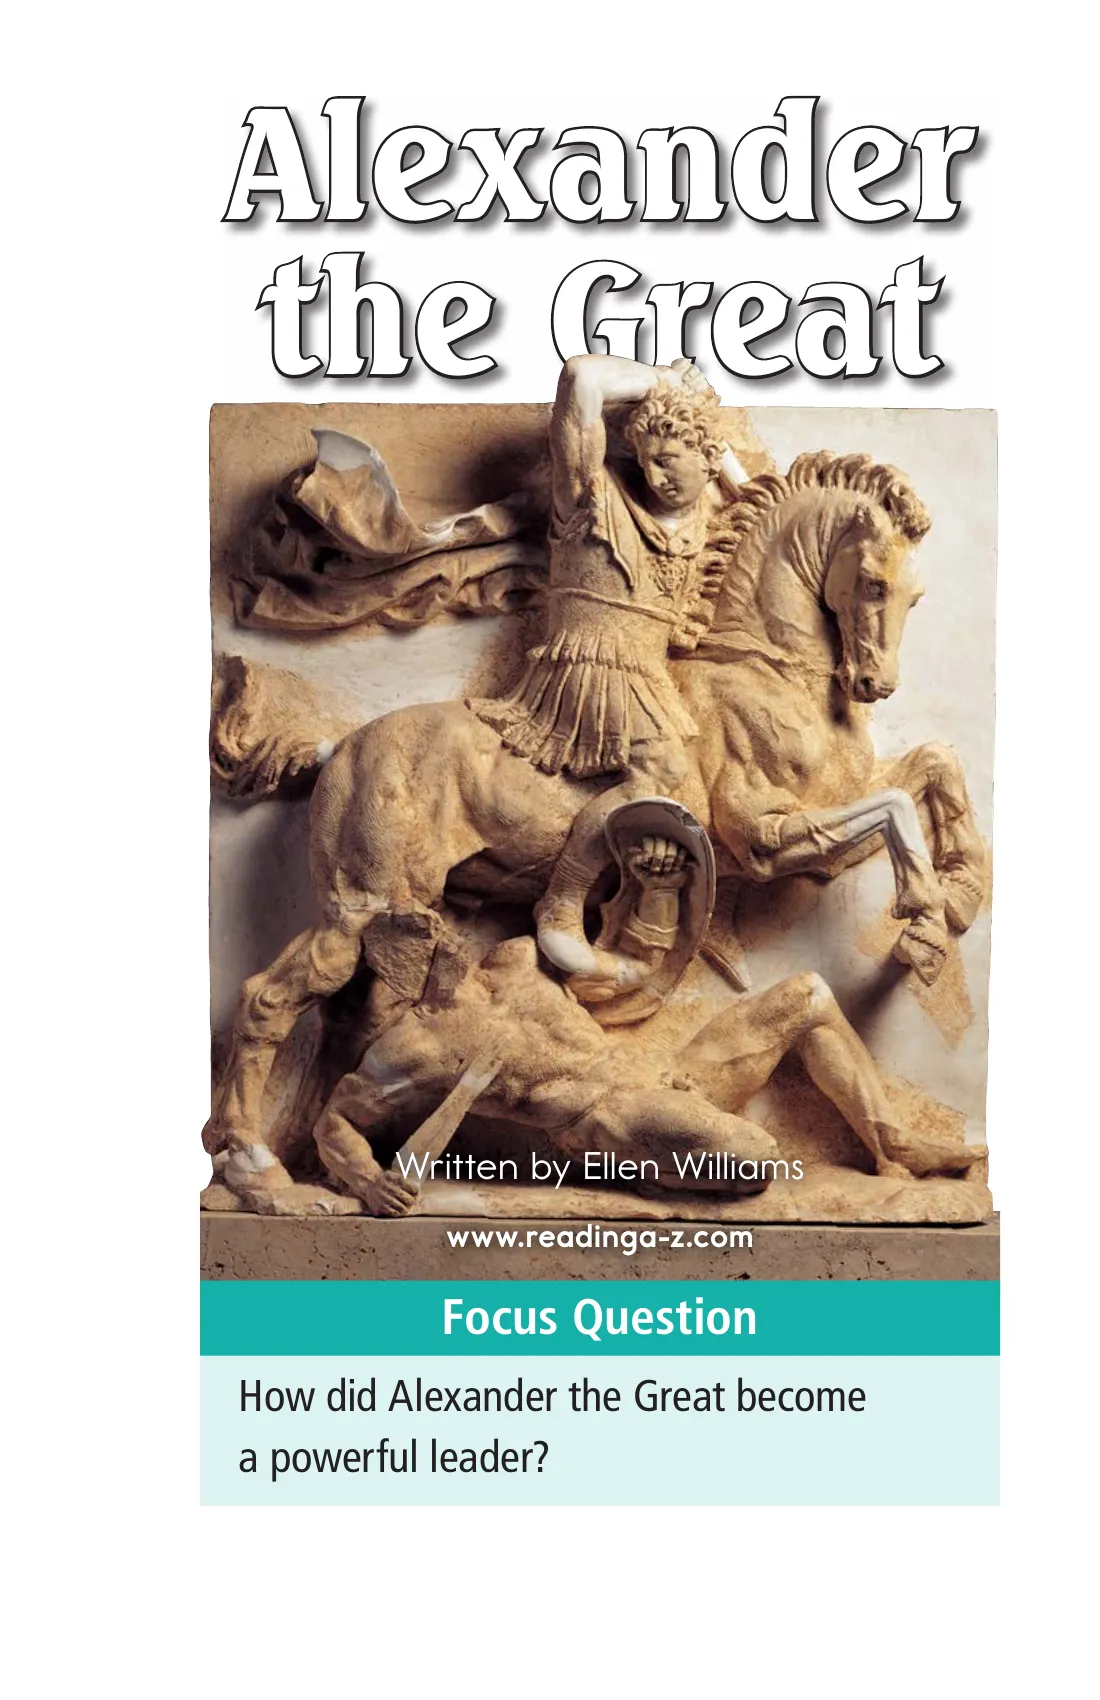 Alexander
the Great
Written by Ellen Williams
www.readinga-z.com
Focus Question
How did Alexander the Great become
a powerful leader?